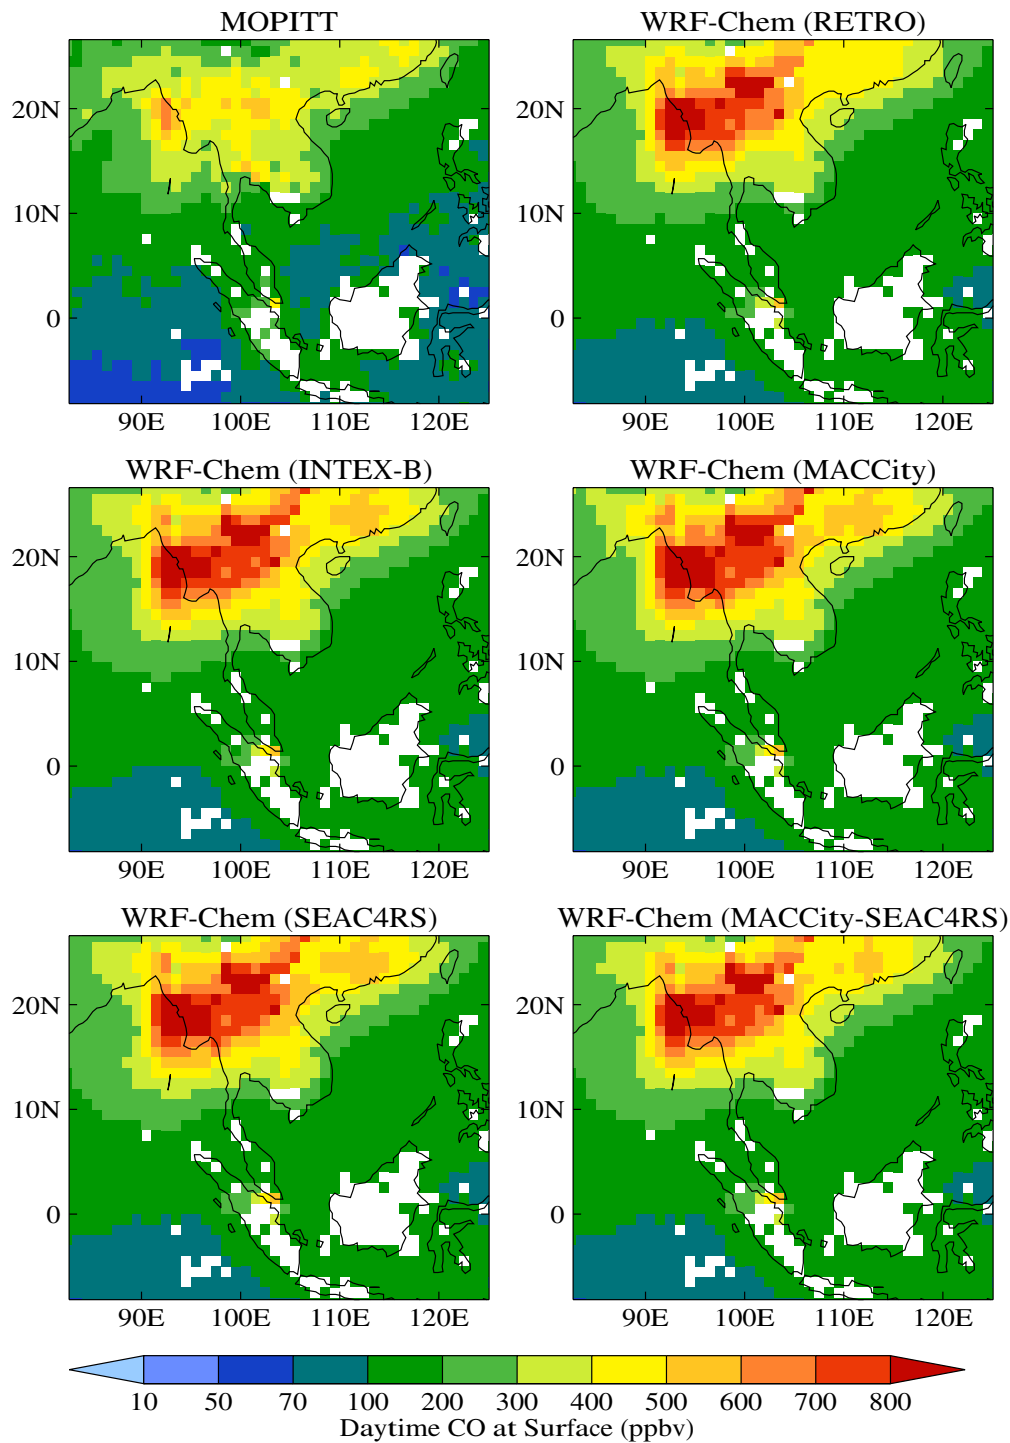 MOPITT
WRF-Chem (RETRO)
20N
10N
0
90E 100E 110E 120E
20N
10N
0
90E 100E 110E 120E
WRF-Chem (INTEX-B)
WRF-Chem (MACCity)
20N
10N
0
90E 100E 110E 120E
20N
10N
0
90E 100E 110E 120E
WRF-Chem (SEAC4RS)
WRF-Chem (MACCity-SEAC4RS)
20N
10N
0
90E 100E 110E 120E
20N
10N
0
90E 100E 110E 120E
10 50 70 100 200 300 400 500 600 700 800
Daytime CO at Surface (ppbv)